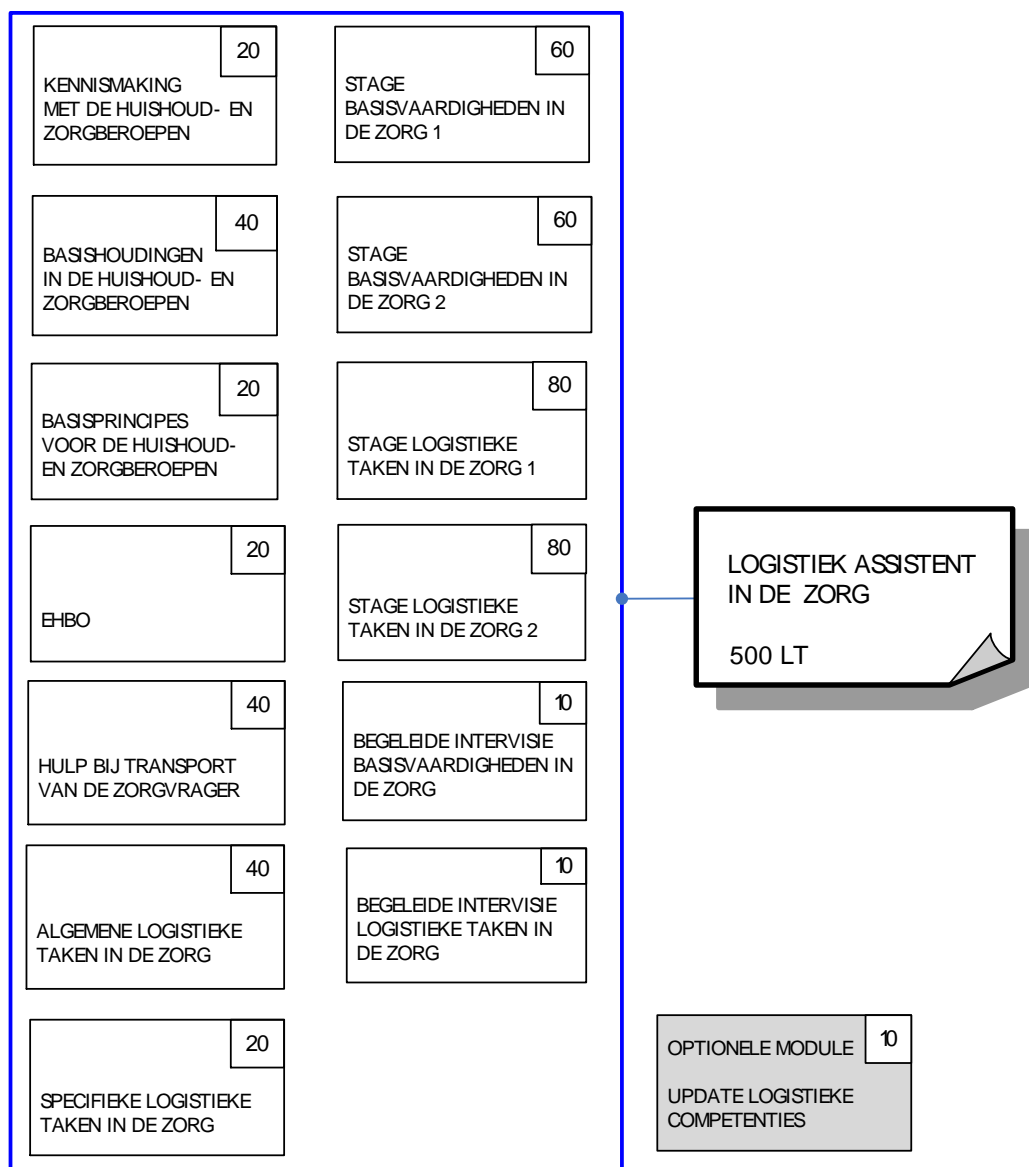 20
KENNISMAKING
MET DE HUISHOUD- EN
ZORGBEROEPEN
40
BASISHOUDINGEN
IN DE HUISHOUD- EN
ZORGBEROEPEN
20
BASISPRINCIPES
VOOR DE HUISHOUD-
EN ZORGBEROEPEN
20
EHBO
40
HULP BIJ TRANSPORT
VAN DE ZORGVRAGER
40
ALGEMENE LOGISTIEKE
TAKEN IN DE ZORG
20
SPECIFIEKE LOGISTIEKE
TAKEN IN DE ZORG
60
STAGE
BASISVAARDIGHEDEN IN
DE ZORG 1
60
STAGE
BASISVAARDIGHEDEN IN
DE ZORG 2
80
STAGE LOGISTIEKE
TAKEN IN DE ZORG 1
80
STAGE LOGISTIEKE
TAKEN IN DE ZORG 2
10
BEGELEIDE INTERVISIE
BASISVAARDIGHEDEN IN
DE ZORG
10
BEGELEIDE INTERVISIE
LOGISTIEKE TAKEN IN
DE ZORG
LOGISTIEK ASSISTENT
IN DE ZORG
500 LT
10
OPTIONELE MODULE
UPDATE LOGISTIEKE
COMPETENTIES